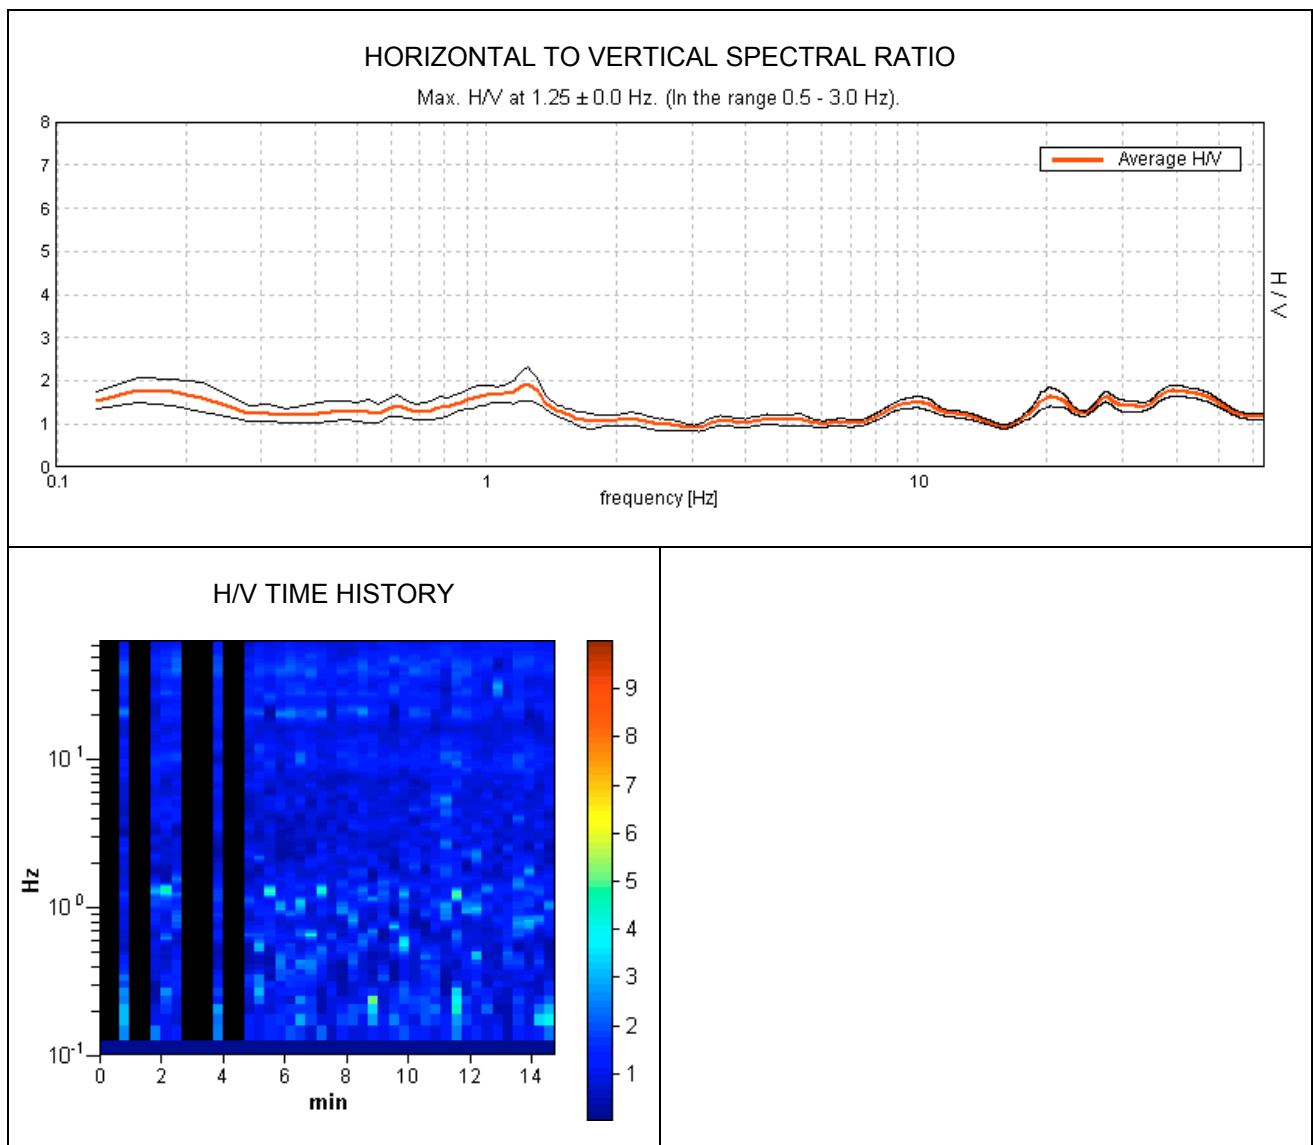 HORIZONTAL TO VERTICAL SPECTRAL RATIO
Max. H/V at 1.25 ± 0.0 Hz. (In the range 0.5 - 3.0 Hz).
8
7
6
5
4
3
2
1
0
Average H/V
H / V
0.1 1 10
frequency [Hz]
H/V TIME HISTORY
Hz
10¹
10⁰
10⁻¹
0 2 4 6 8 10 12 14
min
9
8
7
6
5
4
3
2
1